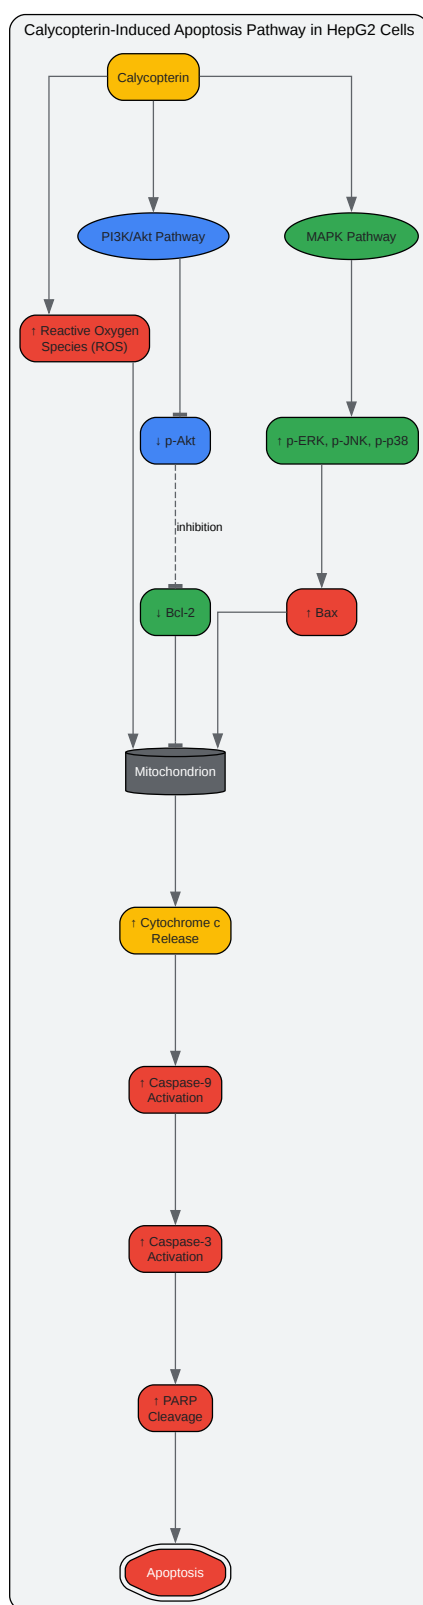 Calycopterin-Induced Apoptosis Pathway in HepG2 Cells
Calycopterin
PI3K/Akt Pathway
MAPK Pathway
↑ Reactive Oxygen
Species (ROS)
↓ p-Akt
↑ p-ERK, p-JNK, p-p38
inhibition
↓ Bcl-2
↑ Bax
Mitochondrion
↑ Cytochrome c
Release
↑ Caspase-9
Activation
↑ Caspase-3
Activation
↑ PARP
Cleavage
Apoptosis